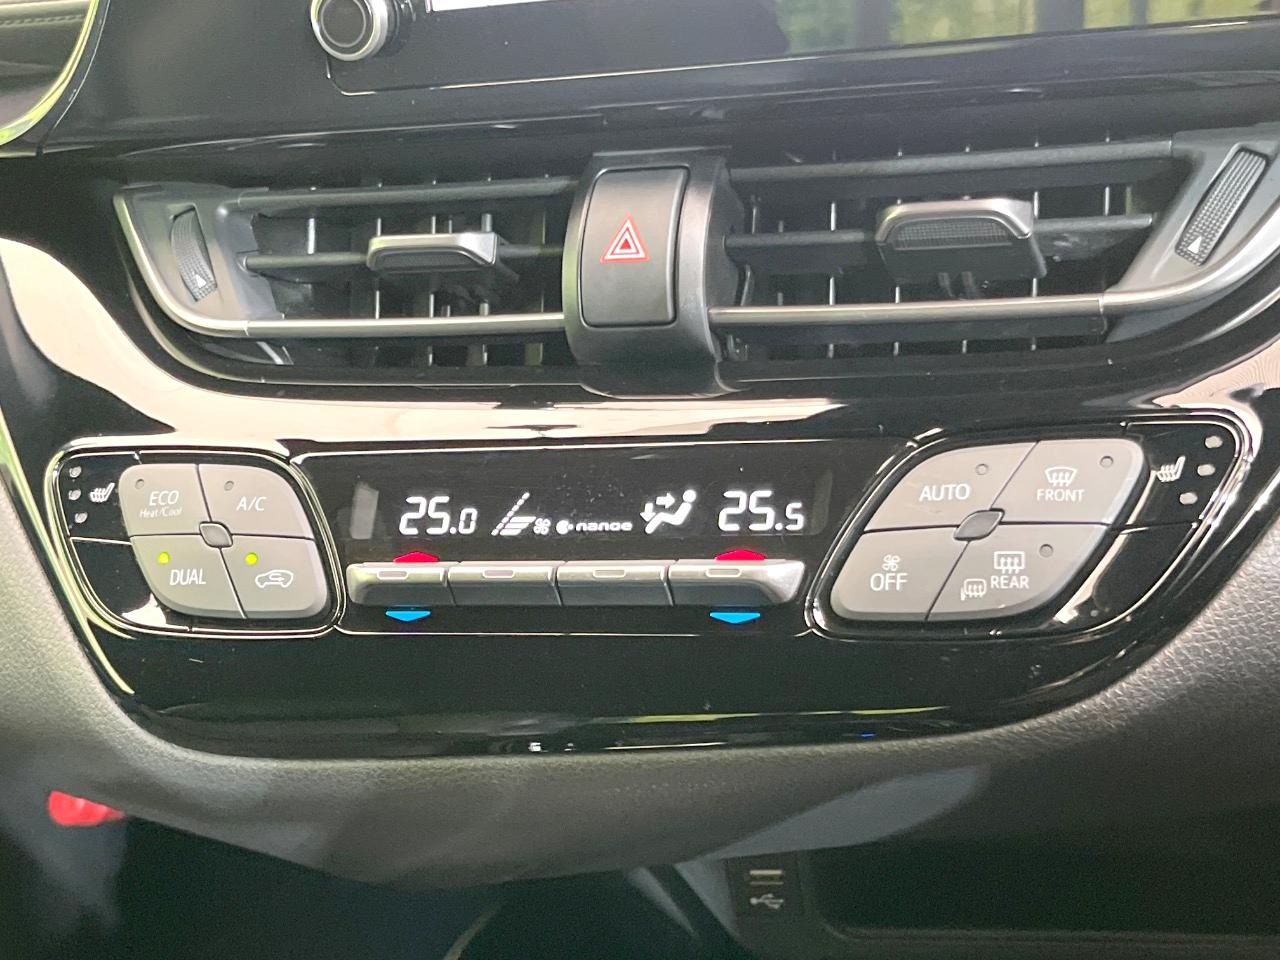 25.0 nanoe 25.5
ECO
Heat/Cool
A/C
DUAL
AUTO
FRONT
OFF
REAR